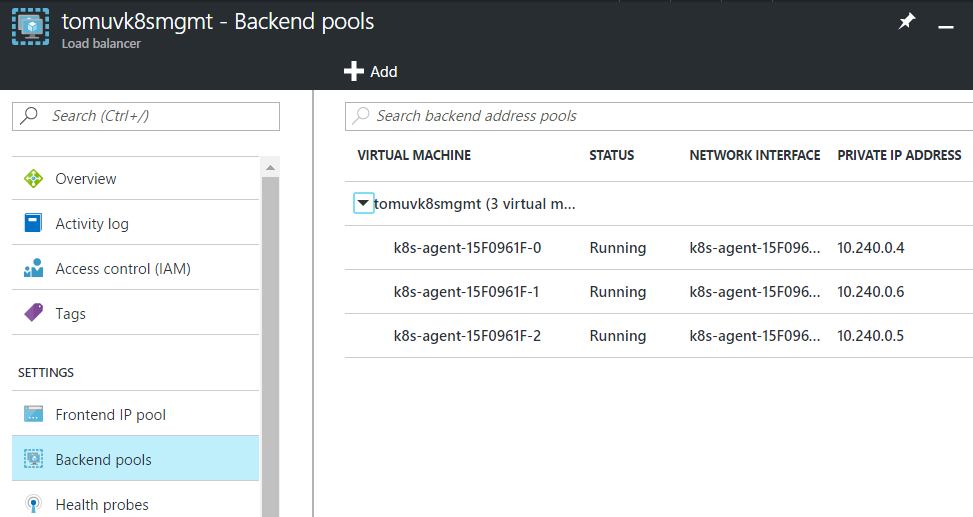 tomuvk8smgmt - Backend pools
Load balancer
Add
Search (Ctrl+/)
Overview
Activity log
Access control (IAM)
Tags
SETTINGS
Frontend IP pool
Backend pools
Health probes
Search backend address pools
VIRTUAL MACHINE STATUS NETWORK INTERFACE PRIVATE IP ADDRESS
tomuvk8smgmt (3 virtual m...
k8s-agent-15F0961F-0 Running k8s-agent-15F096... 10.240.0.4
k8s-agent-15F0961F-1 Running k8s-agent-15F096... 10.240.0.6
k8s-agent-15F0961F-2 Running k8s-agent-15F096... 10.240.0.5